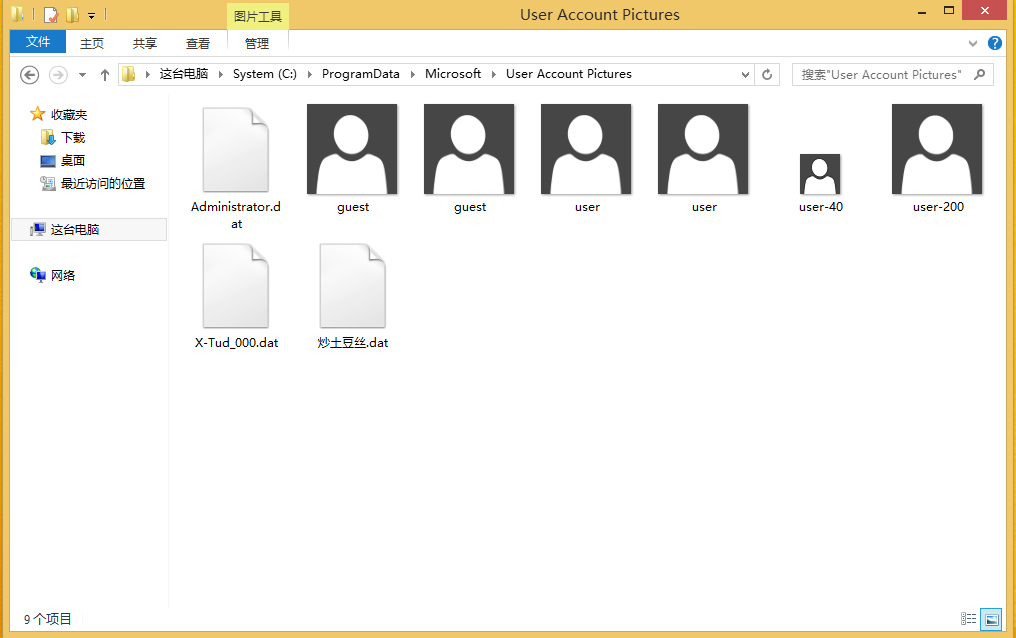 图片工具
User Account Pictures
文件
主页
共享
查看
管理
这台电脑
System (C:)
ProgramData
Microsoft
User Account Pictures
搜索"User Account Pictures"
收藏夹
下载
桌面
最近访问的位置
这台电脑
网络
Administrator.d
at
guest
guest
user
user
user-40
user-200
X-Tud_000.dat
炒土豆丝.dat
9 个项目